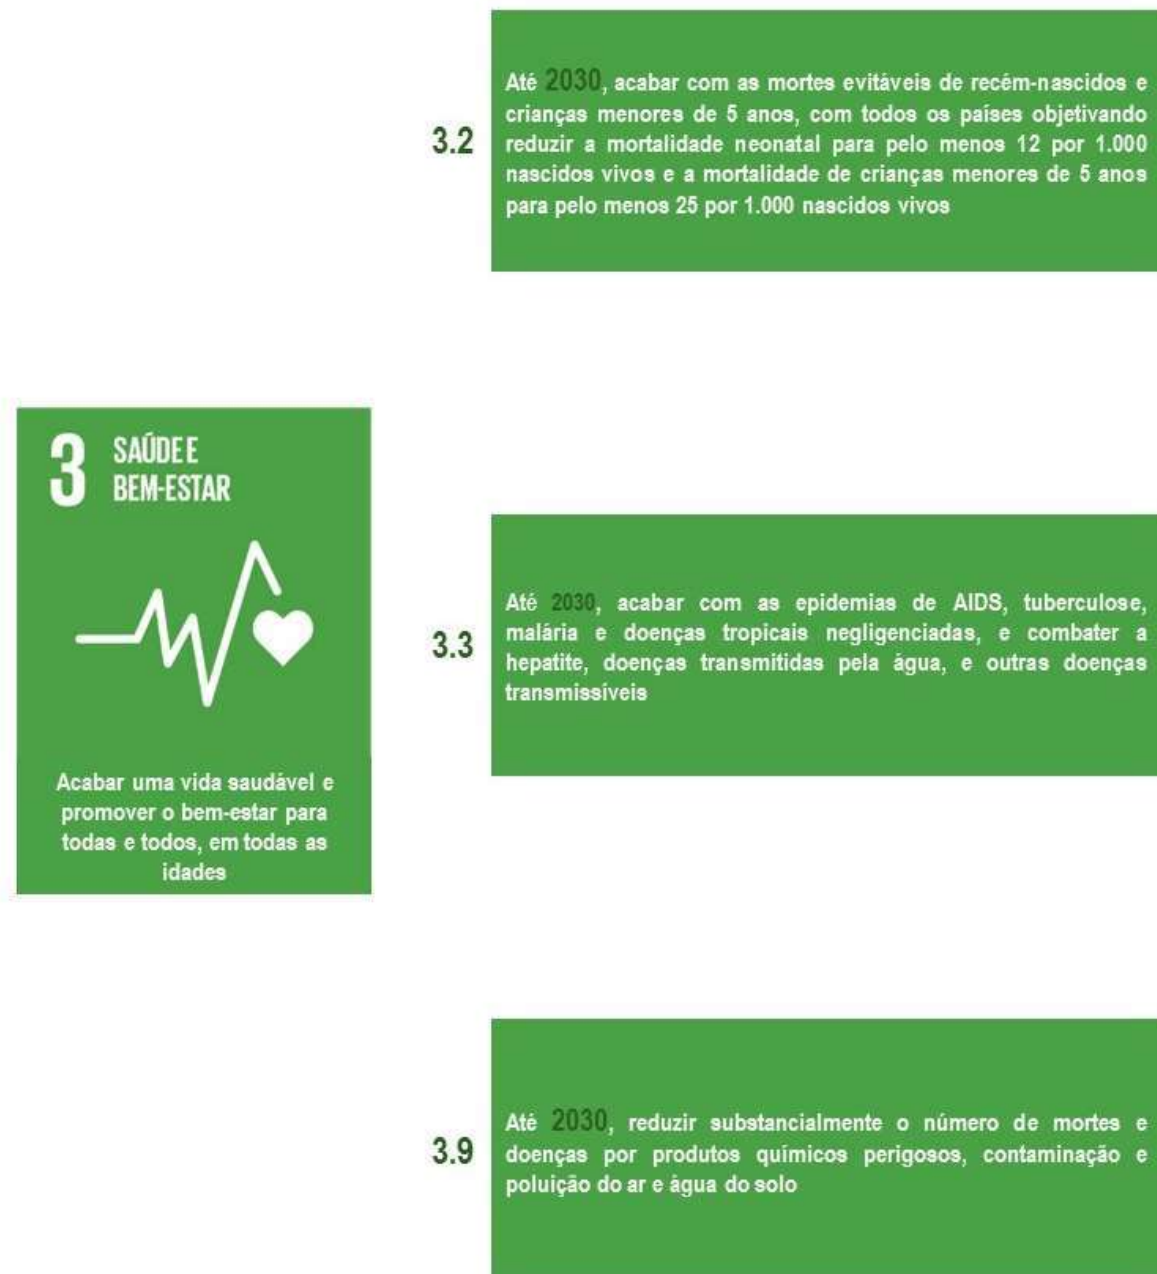 3.2
Até 2030, acabar com as mortes evitáveis de recém-nascidos e
crianças menores de 5 anos, com todos os países objetivando
reduzir a mortalidade neonatal para pelo menos 12 por 1.000
nascidos vivos e a mortalidade de crianças menores de 5 anos
para pelo menos 25 por 1.000 nascidos vivos
3 SAÚDE E
BEM-ESTAR
Acabar uma vida saudável e
promover o bem-estar para
todas e todos, em todas as
idades
3.3
Até 2030, acabar com as epidemias de AIDS, tuberculose,
malária e doenças tropicais negligenciadas, e combater a
hepatite, doenças transmitidas pela água, e outras doenças
transmissíveis
3.9
Até 2030, reduzir substancialmente o número de mortes e
doenças por produtos químicos perigosos, contaminação e
poluição do ar e água do solo